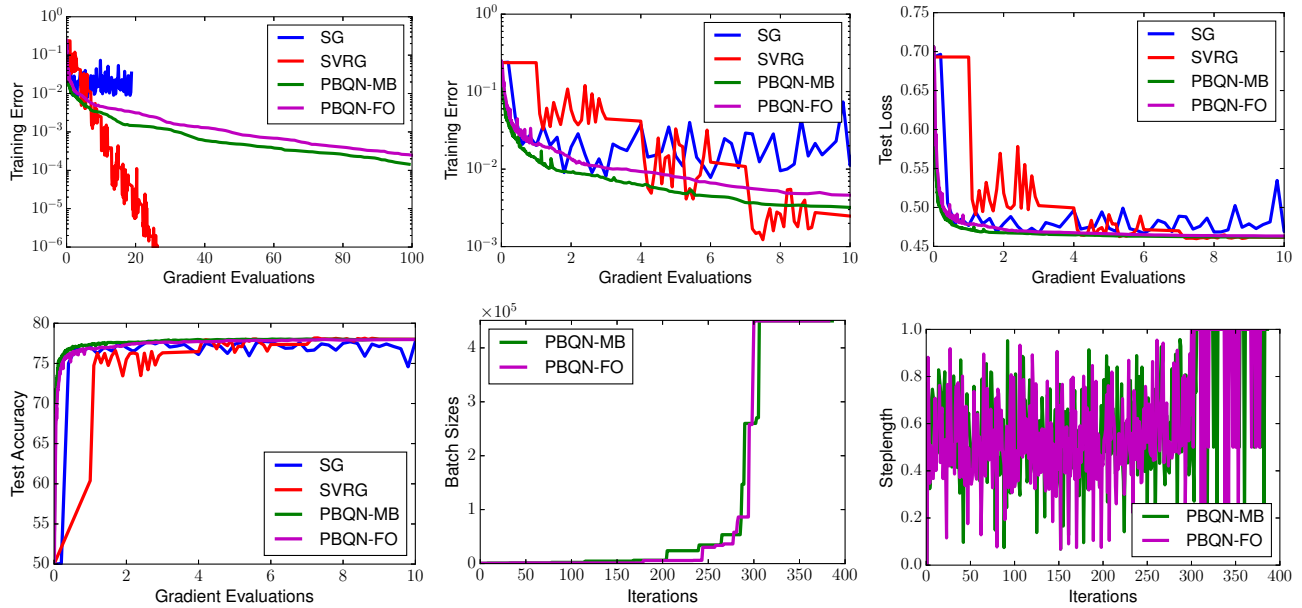 Training Error
10^0
10^-1
10^-2
10^-3
10^-4
10^-5
10^-6
0 20 40 60 80 100
Gradient Evaluations
SG
SVRG
PBQN-MB
PBQN-FO
Training Error
10^0
10^-1
10^-2
10^-3
0 2 4 6 8 10
Gradient Evaluations
SG
SVRG
PBQN-MB
PBQN-FO
Test Loss
0.70
0.65
0.60
0.55
0.50
0.45
0 2 4 6 8 10
Gradient Evaluations
SG
SVRG
PBQN-MB
PBQN-FO
Test Accuracy
80
75
70
65
60
55
50
0 2 4 6 8 10
Gradient Evaluations
SG
SVRG
PBQN-MB
PBQN-FO
Batch Sizes
×10^5
4
3
2
1
0
0 50 100 150 200 250 300 350 400
Iterations
PBQN-MB
PBQN-FO
Steplength
1.0
0.8
0.6
0.4
0.2
0.0
0 50 100 150 200 250 300 350 400
Iterations
PBQN-MB
PBQN-FO